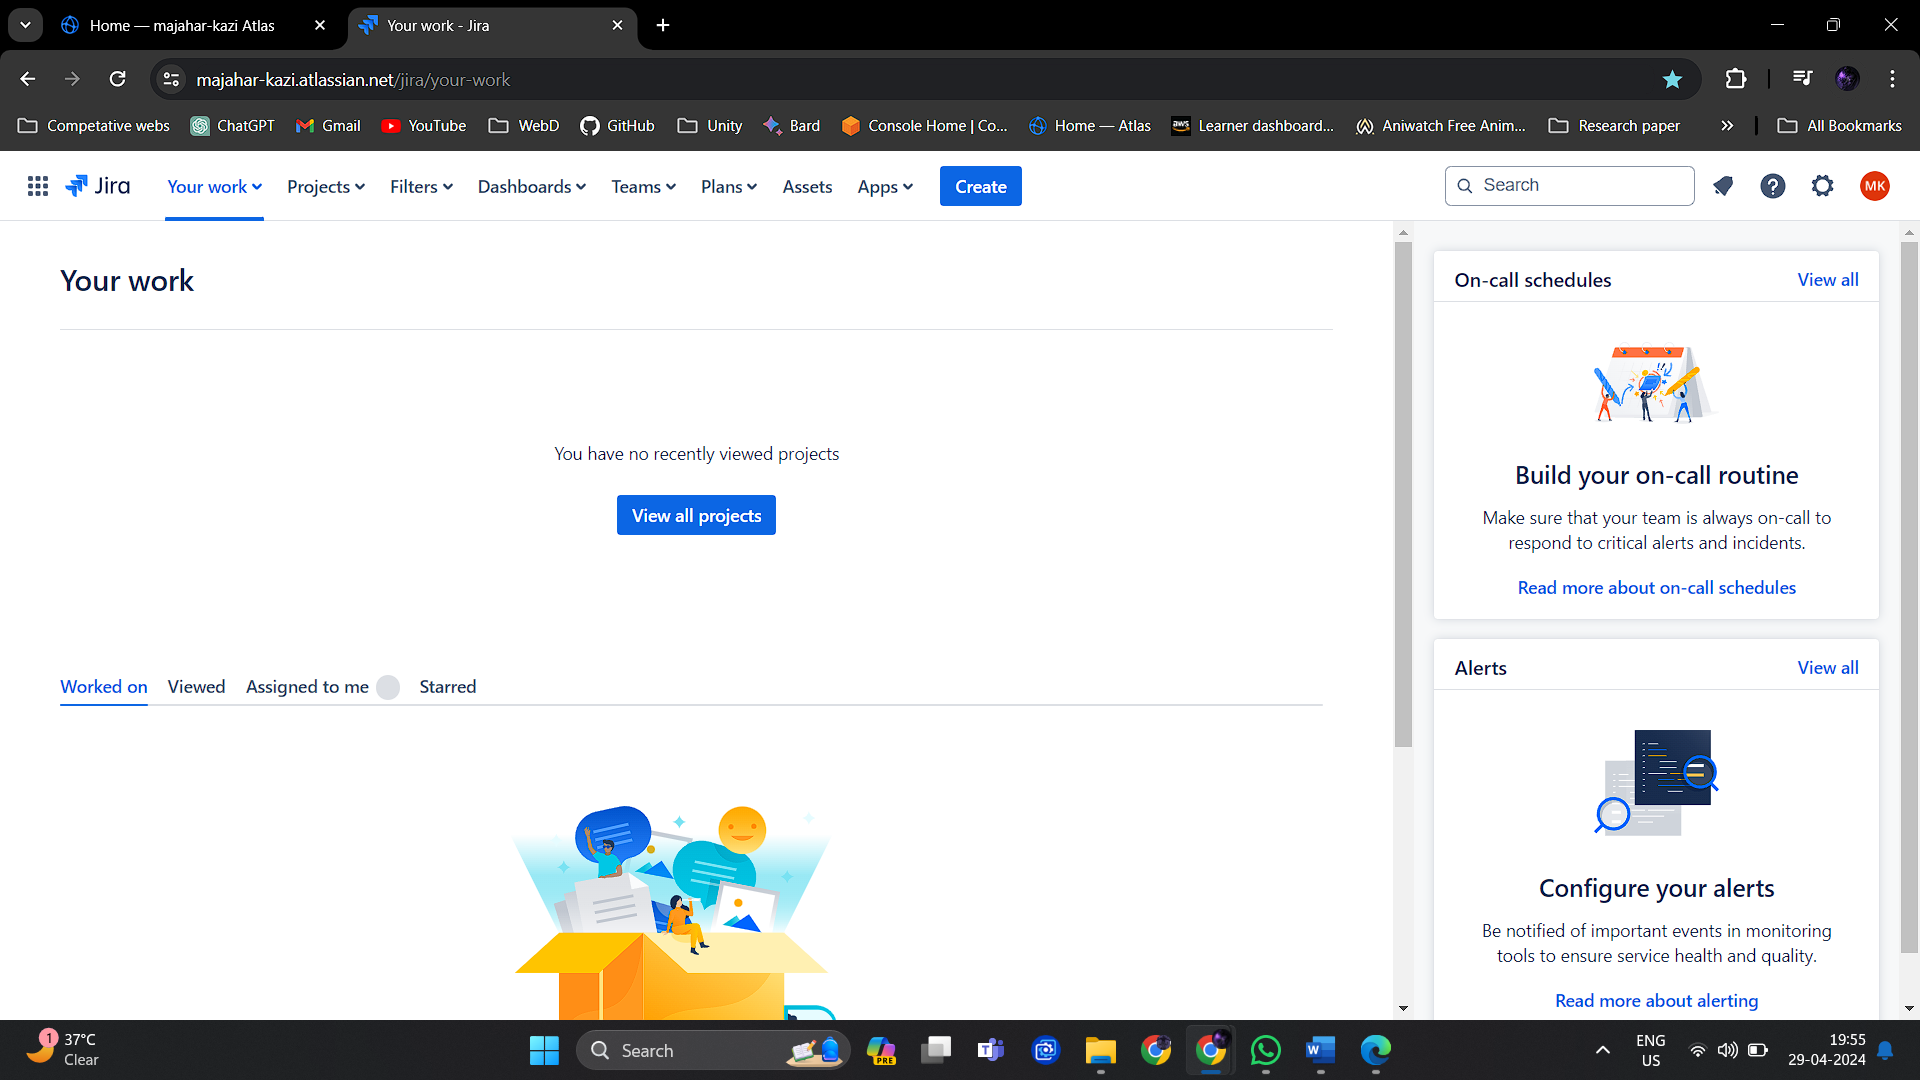 Home — majahar-kazi Atlas
Your work - Jira
majahar-kazi.atlassian.net/jira/your-work
Competative webs
ChatGPT
Gmail
YouTube
WebD
GitHub
Unity
Bard
Console Home | Co...
Home — Atlas
aws
Learner dashboard...
Aniwatch Free Anim...
Research paper
All Bookmarks
Jira
Your work
Projects
Filters
Dashboards
Teams
Plans
Assets
Apps
Create
Search
MK
Your work
You have no recently viewed projects
View all projects
Worked on
Viewed
Assigned to me
Starred
On-call schedules
View all
Build your on-call routine
Make sure that your team is always on-call to
respond to critical alerts and incidents.
Read more about on-call schedules
Alerts
View all
Configure your alerts
Be notified of important events in monitoring
tools to ensure service health and quality.
Read more about alerting
1
37°C
Clear
Search
PRE
ENG
US
19:55
29-04-2024